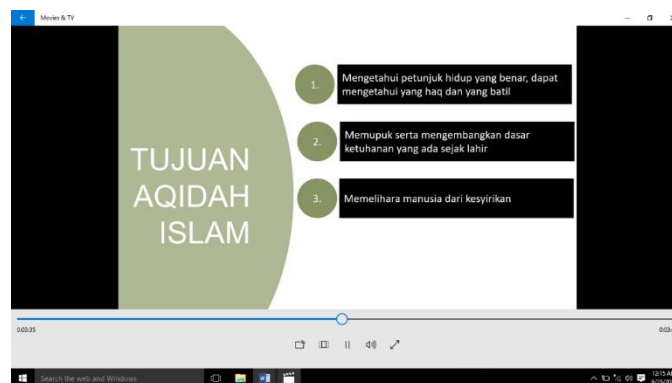 Movies & TV
TUJUAN
AQIDAH
ISLAM
1.
Mengetahui petunjuk hidup yang benar, dapat
mengetahui yang haq dan yang batil
2.
Memupuk serta mengembangkan dasar
ketuhanan yang ada sejak lahir
3.
Memelihara manusia dari kesyirikan
0:03:35
Search the web and Windows